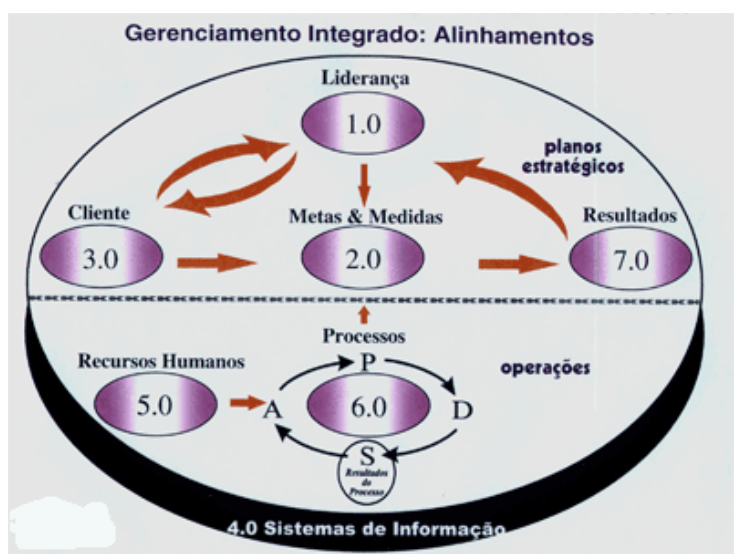 Gerenciamento Integrado: Alinhamentos
Liderança
1.0
planos
estratégicos
Cliente
Metas & Medidas
Resultados
3.0
2.0
7.0
Processos
Recursos Humanos
P
operações
5.0
A
6.0
D
S
Resultados
do
Processo
4.0 Sistemas de Informação